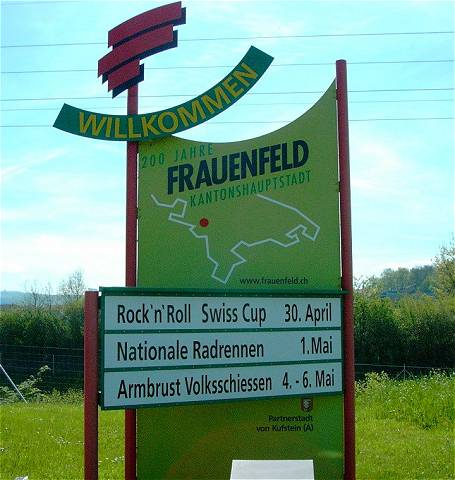 WILLKOMMEN
200 JAHRE
FRAUENFELD
KANTONSHAUPTSTADT
www.frauenfeld.ch
Rock'n'Roll Swiss Cup 30. April
Nationale Radrennen 1. Mai
Armbrust Volksschiessen 4. - 6. Mai
Partnerstadt
von Kufstein (A)